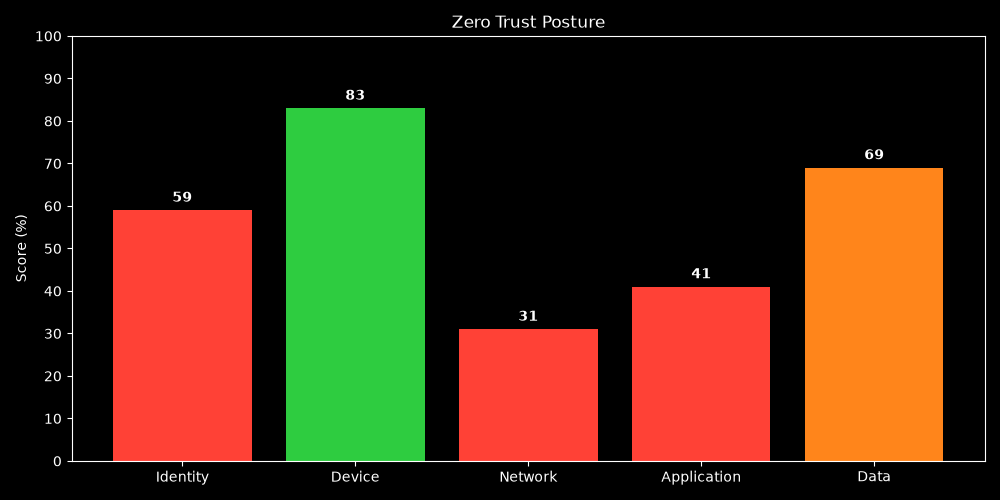 Zero Trust Posture
Score (%)
100
90
80
70
60
50
40
30
20
10
0
59
83
31
41
69
Identity
Device
Network
Application
Data